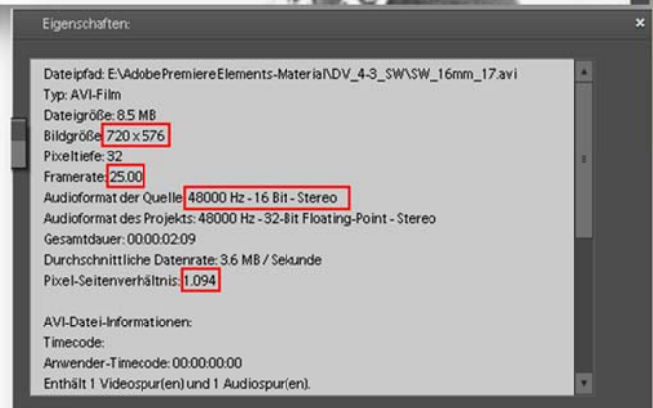 Eigenschaften:
Dateipfad: E:\AdobePremiereElements-Material\DV_4-3_SW\SW_16mm_17.avi
Typ: AVI-Film
Dateigröße: 8.5 MB
Bildgröße: 720 x 576
Pixeltiefe: 32
Framerate: 25.00
Audioformat der Quelle: 48000 Hz - 16 Bit - Stereo
Audioformat des Projekts: 48000 Hz - 32-Bit Floating-Point - Stereo
Gesamtdauer: 00:00:02:09
Durchschnittliche Datenrate: 3.6 MB / Sekunde
Pixel-Seitenverhältnis: 1.094
AVI-Datei-Informationen:
Timecode:
Anwender-Timecode: 00:00:00:00
Enthält 1 Videospur(en) und 1 Audiospur(en).